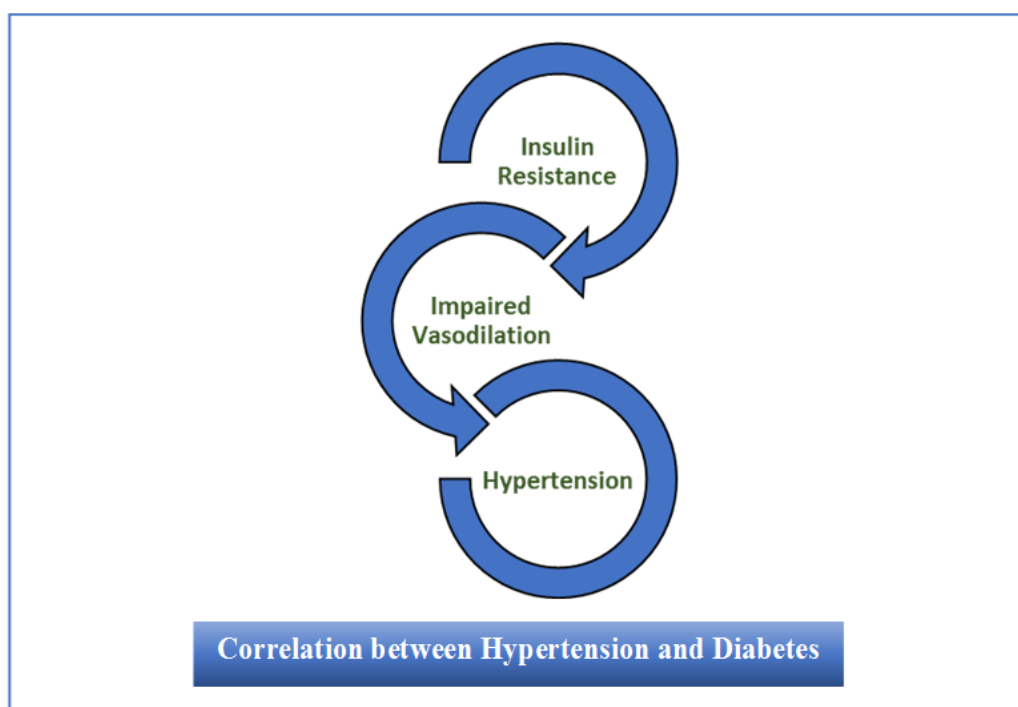 Insulin
Resistance
Impaired
Vasodilation
Hypertension
Correlation between Hypertension and Diabetes